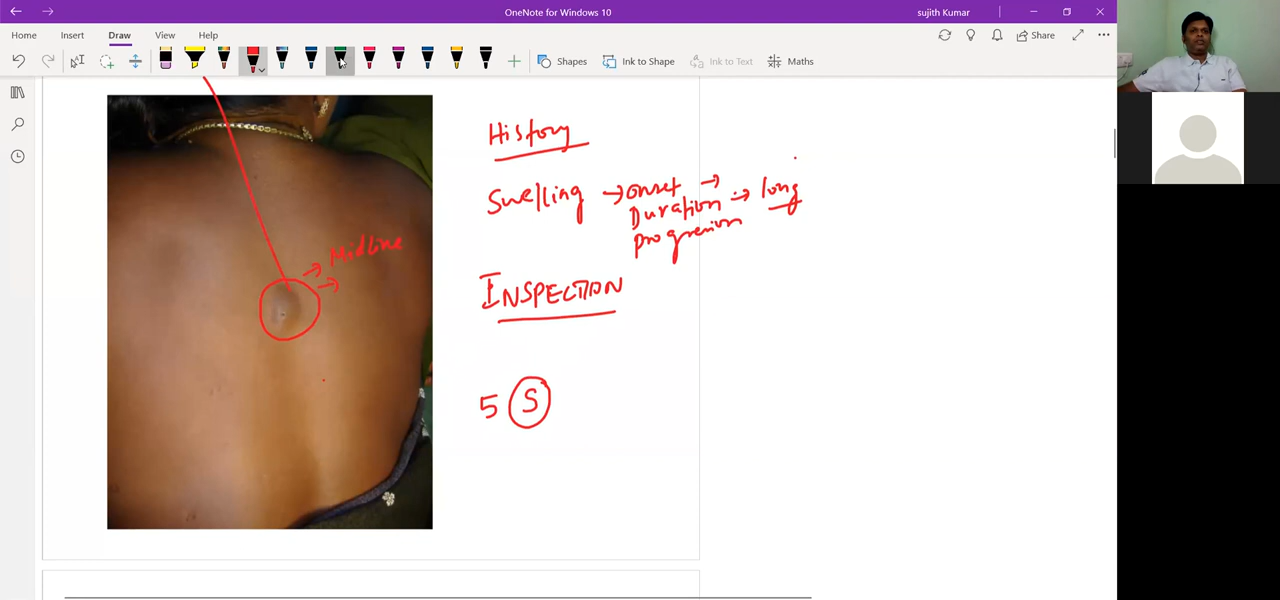 OneNote for Windows 10
sujith Kumar
Home Insert Draw View Help
Share
Shapes Ink to Shape Ink to Text Maths
History
Swelling → onset →
Duration → long
progression
Midline
INSPECTION
5 S